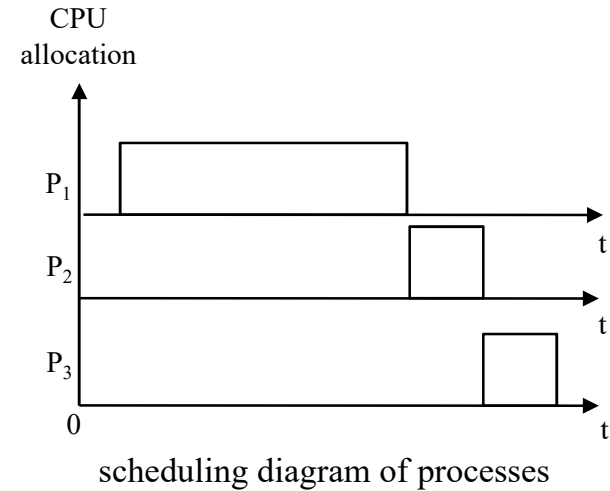 CPU
allocation
P₁
t
P₂
t
P₃
0
t
scheduling diagram of processes